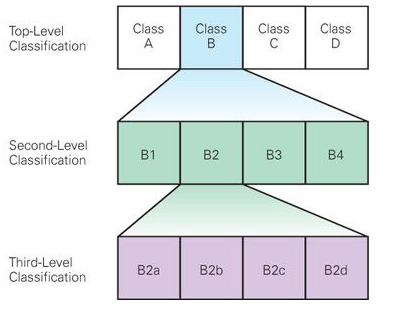 Top-Level
Classification
Class
A
Class
B
Class
C
Class
D
Second-Level
Classification
B1
B2
B3
B4
Third-Level
Classification
B2a
B2b
B2c
B2d